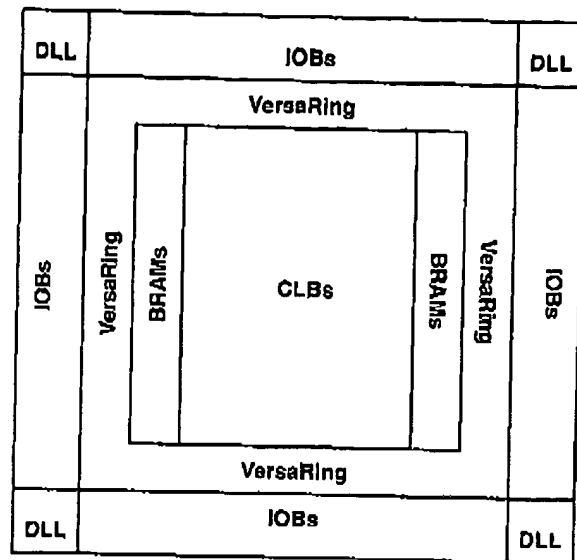 DLL
IOBs
DLL
VersaRing
IOBs
VersaRing
BRAMs
CLBs
BRAMs
VersaRing
IOBs
VersaRing
DLL
IOBs
DLL